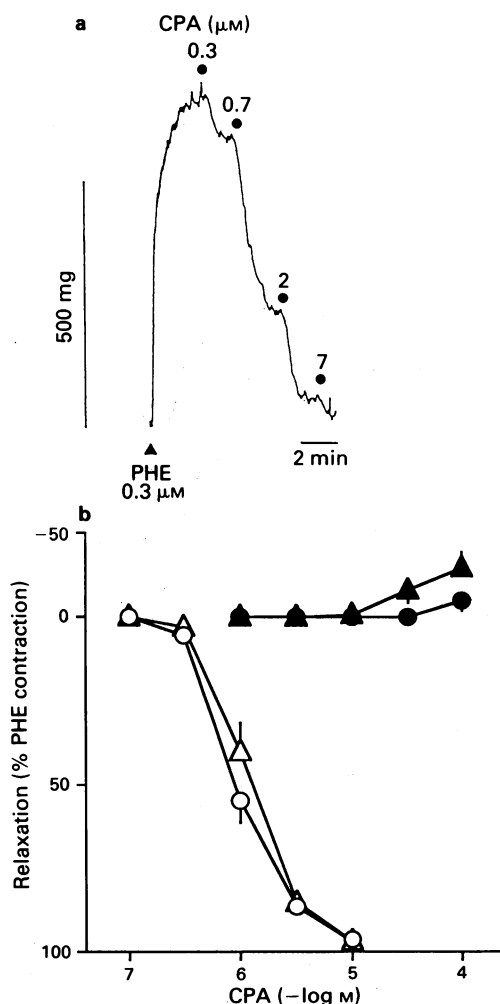 a
CPA (μM)
0.3
0.7
2
7
500 mg
2 min
PHE
0.3 μM
b
−50
0
50
100
Relaxation (% PHE contraction)
7 6 5 4
CPA (−log M)